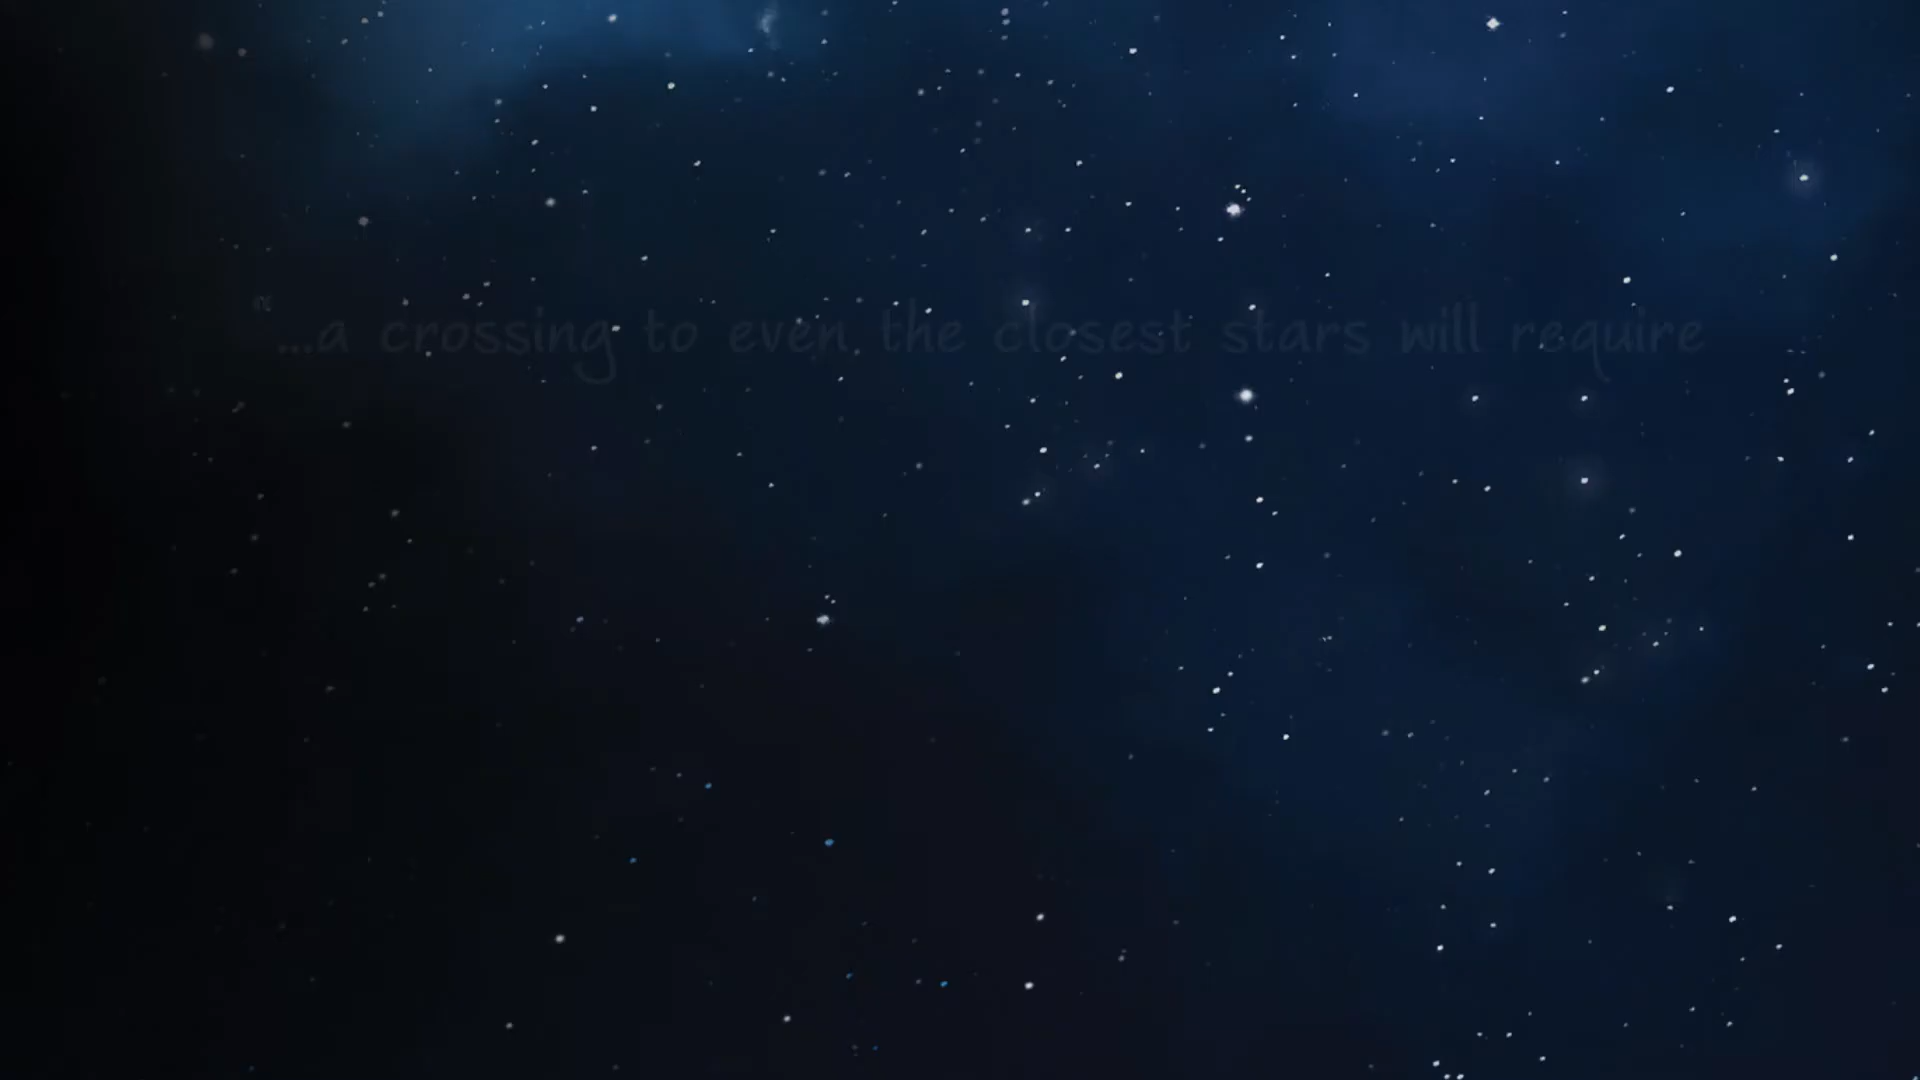 “...a crossing to even the closest stars will require